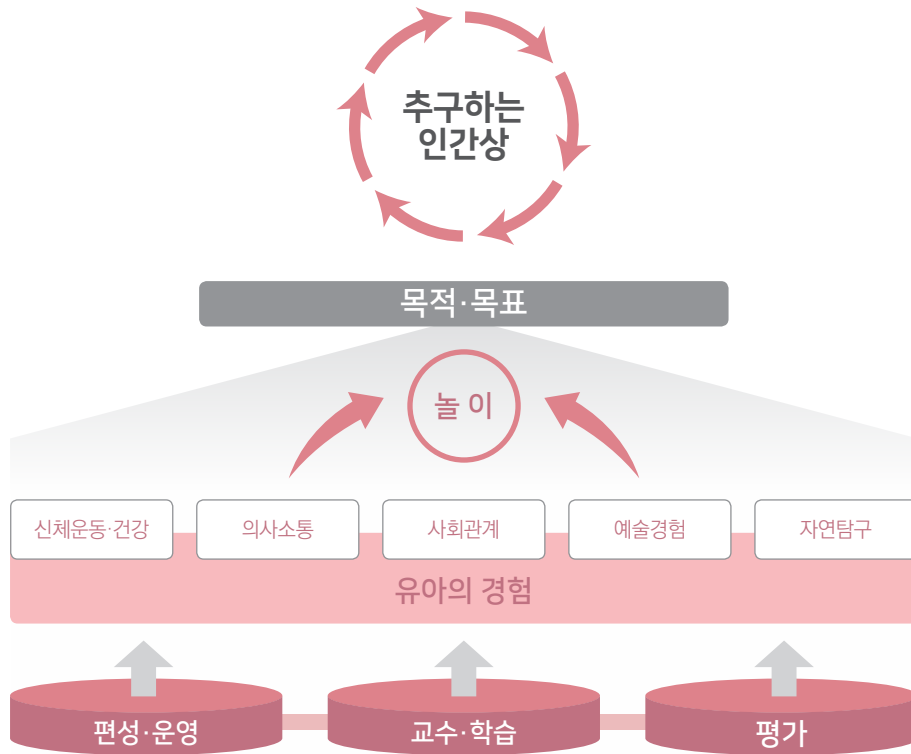 추구하는
인간상
목적·목표
놀 이
신체운동·건강
의사소통
사회관계
예술경험
자연탐구
유아의 경험
편성·운영
교수·학습
평가